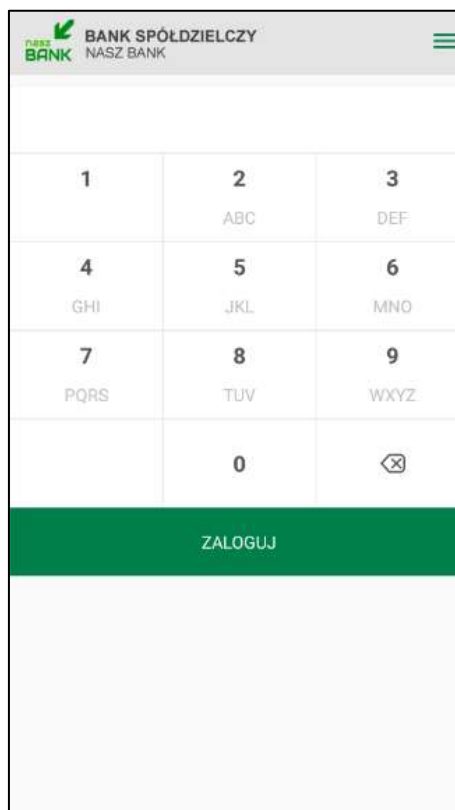 nasz
BANK
BANK SPÓŁDZIELCZY
NASZ BANK
1 2 3
ABC DEF
4 5 6
GHI JKL MNO
7 8 9
PQRS TUV WXYZ
0
ZALOGUJ